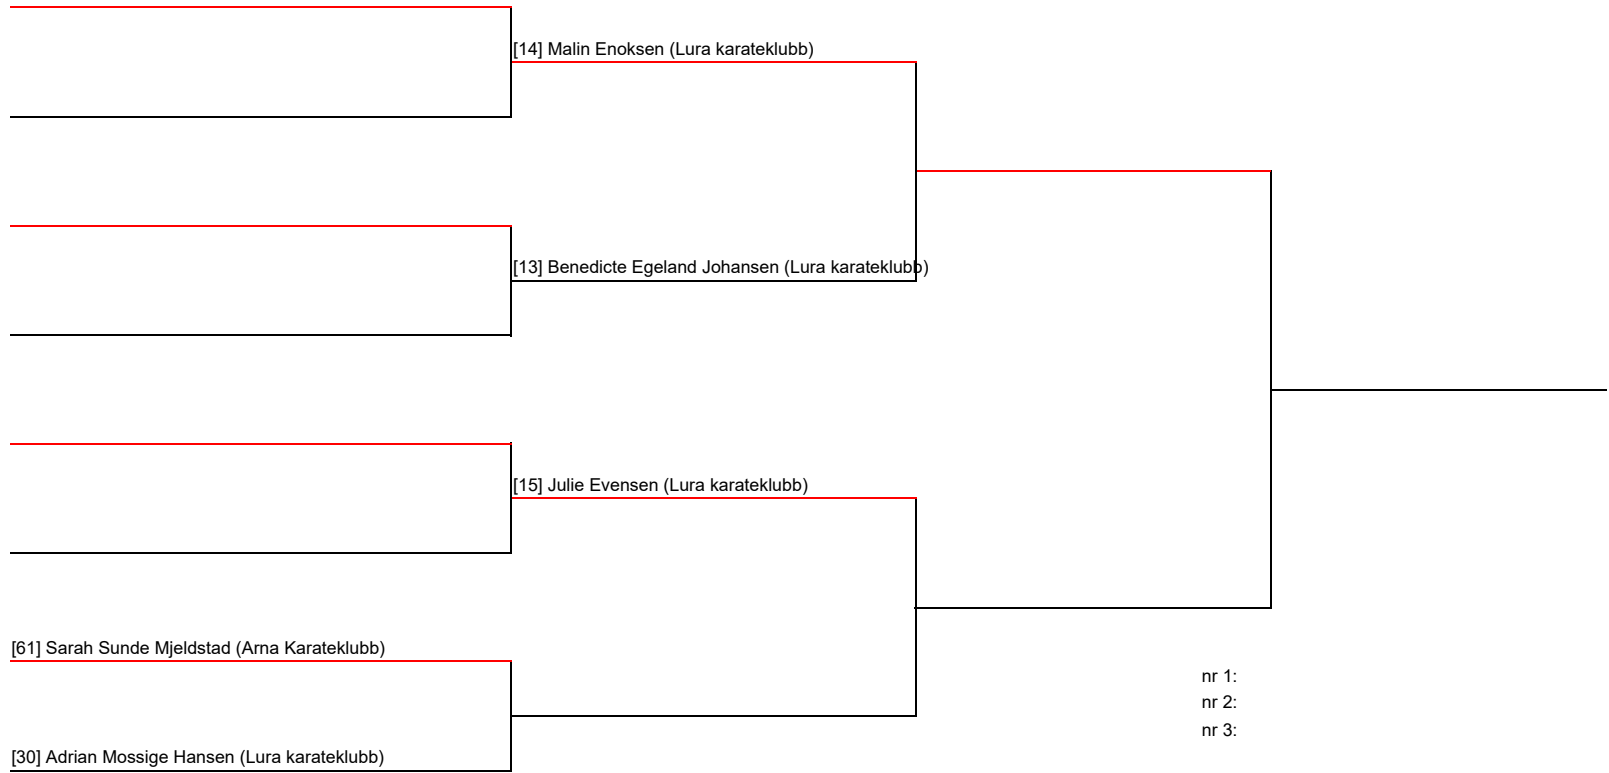 [14] Malin Enoksen (Lura karateklubb)
[13] Benedicte Egeland Johansen (Lura karateklubb)
[15] Julie Evensen (Lura karateklubb)
[61] Sarah Sunde Mjeldstad (Arna Karateklubb)
nr 1:
nr 2:
nr 3:
[30] Adrian Mossige Hansen (Lura karateklubb)